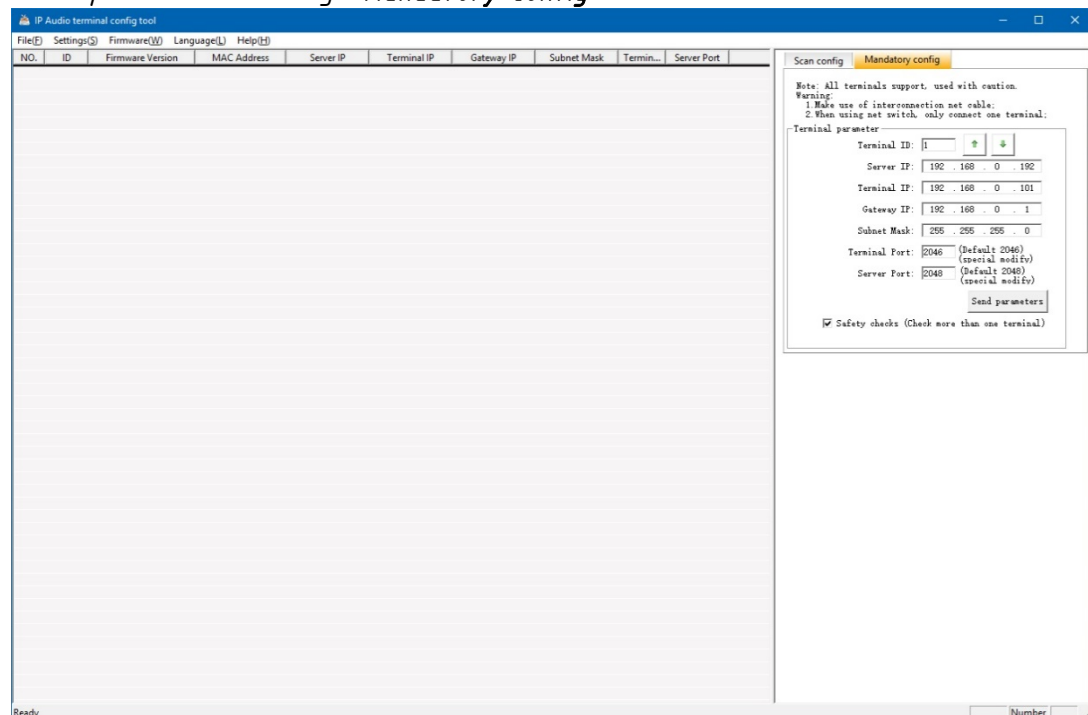 IP Audio terminal config tool
File(F) Settings(S) Firmware(W) Language(L) Help(H)
NO. ID Firmware Version MAC Address Server IP Terminal IP Gateway IP Subnet Mask Termin... Server Port
Scan config Mandatory config
Note: All terminals support, used with caution.
Warning:
1.Make use of interconnection net cable;
2.When using net switch, only connect one terminal;
Terminal parameter
Terminal ID: 1
Server IP: 192 . 168 . 0 . 192
Terminal IP: 192 . 168 . 0 . 101
Gateway IP: 192 . 168 . 0 . 1
Subnet Mask: 255 . 255 . 255 . 0
Terminal Port: 2046 (Default 2046)
(special modify)
Server Port: 2048 (Default 2048)
(special modify)
Send parameters
Safety checks (Check more than one terminal)
Ready
Number